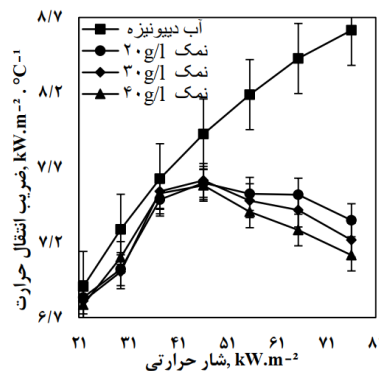 ۸/۷
۸/۲
۷/۷
۷/۲
۶/۷
ضریب انتقال حرارت, kW.m⁻² . °C⁻¹
آب دییونیزه
نمک ۲۰g/l
نمک ۳۰g/l
نمک ۴۰g/l
۲۱ ۳۱ ۴۱ ۵۱ ۶۱ ۷۱ ۸
شار حرارتی, kW.m⁻²